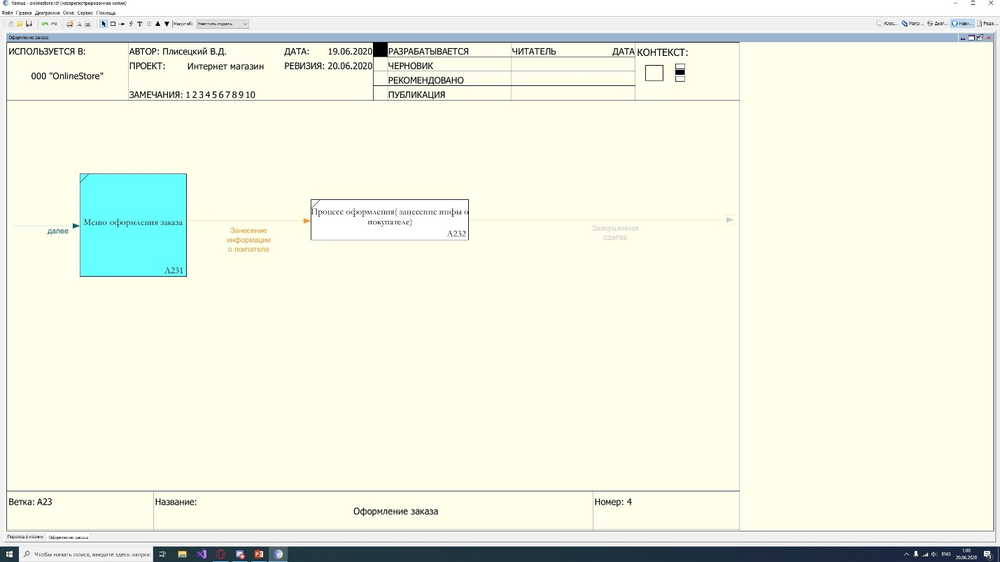 Ramus - onlinestore.rsf (незарегистрированная копия)
Файл Правка Диаграмма Окна Сервис Помощь
Масштаб: Вместить модель
Клас... Матр... Диаг... Нави... Реда...
Оформление заказа
ИСПОЛЬЗУЕТСЯ В:
ООО "OnlineStore"
АВТОР: Плисецкий В.Д.
ДАТА: 19.06.2020
ПРОЕКТ: Интернет магазин
РЕВИЗИЯ: 20.06.2020
ЗАМЕЧАНИЯ: 1 2 3 4 5 6 7 8 9 10
РАЗРАБАТЫВАЕТСЯ
ЧЕРНОВИК
РЕКОМЕНДОВАНО
ПУБЛИКАЦИЯ
ЧИТАТЕЛЬ ДАТА
КОНТЕКСТ:
далее
Меню оформления заказа
A231
Занесение
информации
о покпателе
Процесс оформления( занесение инфы о
покупателе)
A232
Завершенная
сделка
Ветка: A23
Название:
Оформление заказа
Номер: 4
Переход в козину Оформление заказа
Чтобы начать поиск, введите здесь запрос
ENG
1:00
20.06.2020
3